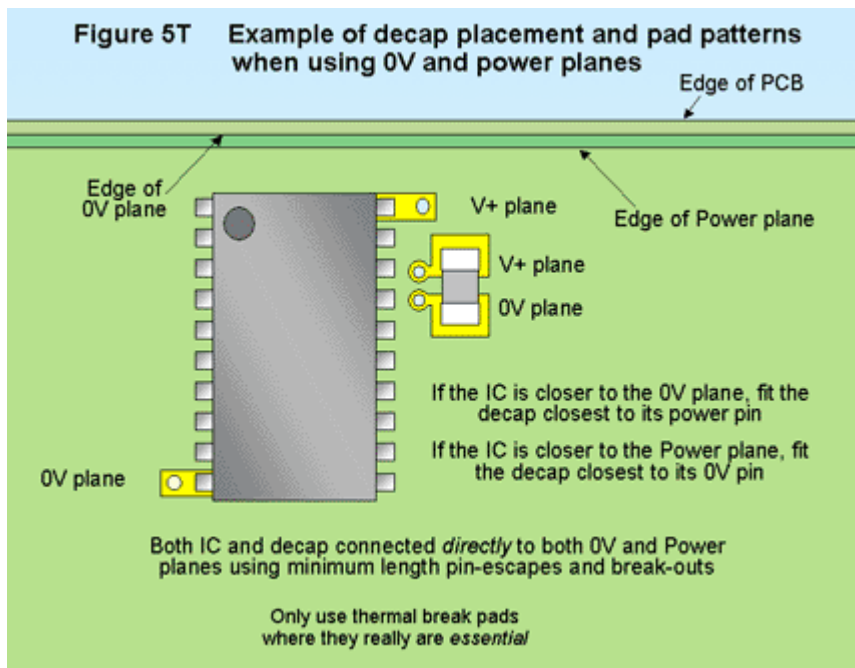 Figure 5T Example of decap placement and pad patterns
when using 0V and power planes
Edge of PCB
Edge of
0V plane
V+ plane
Edge of Power plane
V+ plane
0V plane
If the IC is closer to the 0V plane, fit the
decap closest to its power pin
If the IC is closer to the Power plane, fit
the decap closest to its 0V pin
0V plane
Both IC and decap connected directly to both 0V and Power
planes using minimum length pin-escapes and break-outs
Only use thermal break pads
where they really are essential